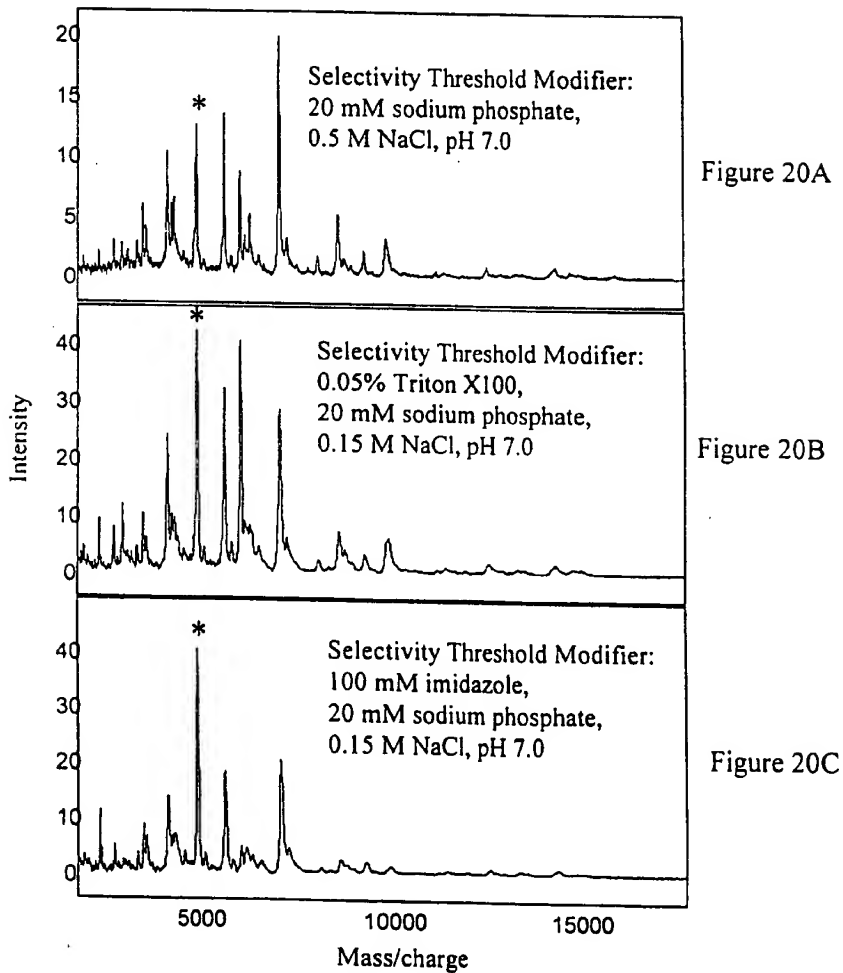 20
15
10
5
0
*
Selectivity Threshold Modifier:
20 mM sodium phosphate,
0.5 M NaCl, pH 7.0
Figure 20A
40
30
20
10
0
*
Selectivity Threshold Modifier:
0.05% Triton X100,
20 mM sodium phosphate,
0.15 M NaCl, pH 7.0
Figure 20B
Intensity
40
30
20
10
0
*
Selectivity Threshold Modifier:
100 mM imidazole,
20 mM sodium phosphate,
0.15 M NaCl, pH 7.0
Figure 20C
5000 10000 15000
Mass/charge